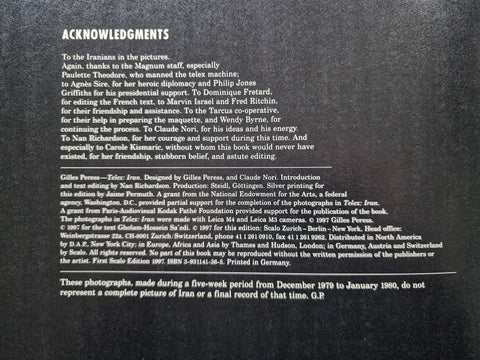 ACKNOWLEDGMENTS
To the Iranians in the pictures.
Again, thanks to the Magnum staff, especially
Paulette Theodore, who manned the telex machine;
to Agnès Sire, for her heroic diplomacy and Philip Jones
Griffiths for his presidential support. To Dominique Fretard,
for editing the French text, to Marvin Israel and Fred Ritchin,
for their friendship and assistance. To the Tarcus co-operative,
for their help in preparing the maquette, and Wendy Byrne, for
continuing the process. To Claude Nori, for his ideas and his energy.
To Nan Richardson, for her courage and support during this time. And
especially to Carole Kismaric, without whom this book would never have
existed, for her friendship, stubborn belief, and astute editing.
Gilles Peress—Telex: Iran. Designed by Gilles Peress, and Claude Nori. Introduction
and text editing by Nan Richardson. Production: Steidl, Göttingen. Silver printing for
this edition by Jaime Permuth. A grant from the National Endowment for the Arts, a federal
agency, Washington, D.C., provided partial support for the completion of the photographs in Telex: Iran.
A grant from Paris-Audiovisual Kodak Pathé Foundation provided support for the publication of the book.
The photographs in Telex: Iran were made with Leica M4 and Leica M3 cameras. © 1997 Gilles Peress.
© 1997 for the text Gholam-Hossein Sa'edi. © 1997 for this edition: Scalo Zurich – Berlin – New York. Head office:
Weinbergstrasse 22a, CH-8001 Zurich/Switzerland, phone 41 1 261 0910, fax 41 1 261 9262. Distributed in North America
by D.A.P., New York City; in Europe, Africa and Asia by Thames and Hudson, London; in Germany, Austria and Switzerland
by Scalo. All rights reserved. No part of this book may be reproduced without the written permission of the publishers or
the artist. First Scalo Edition 1997. ISBN 3-931141-36-5. Printed in Germany.
These photographs, made during a five-week period from December 1979 to January 1980, do not
represent a complete picture of Iran or a final record of that time. G.P.